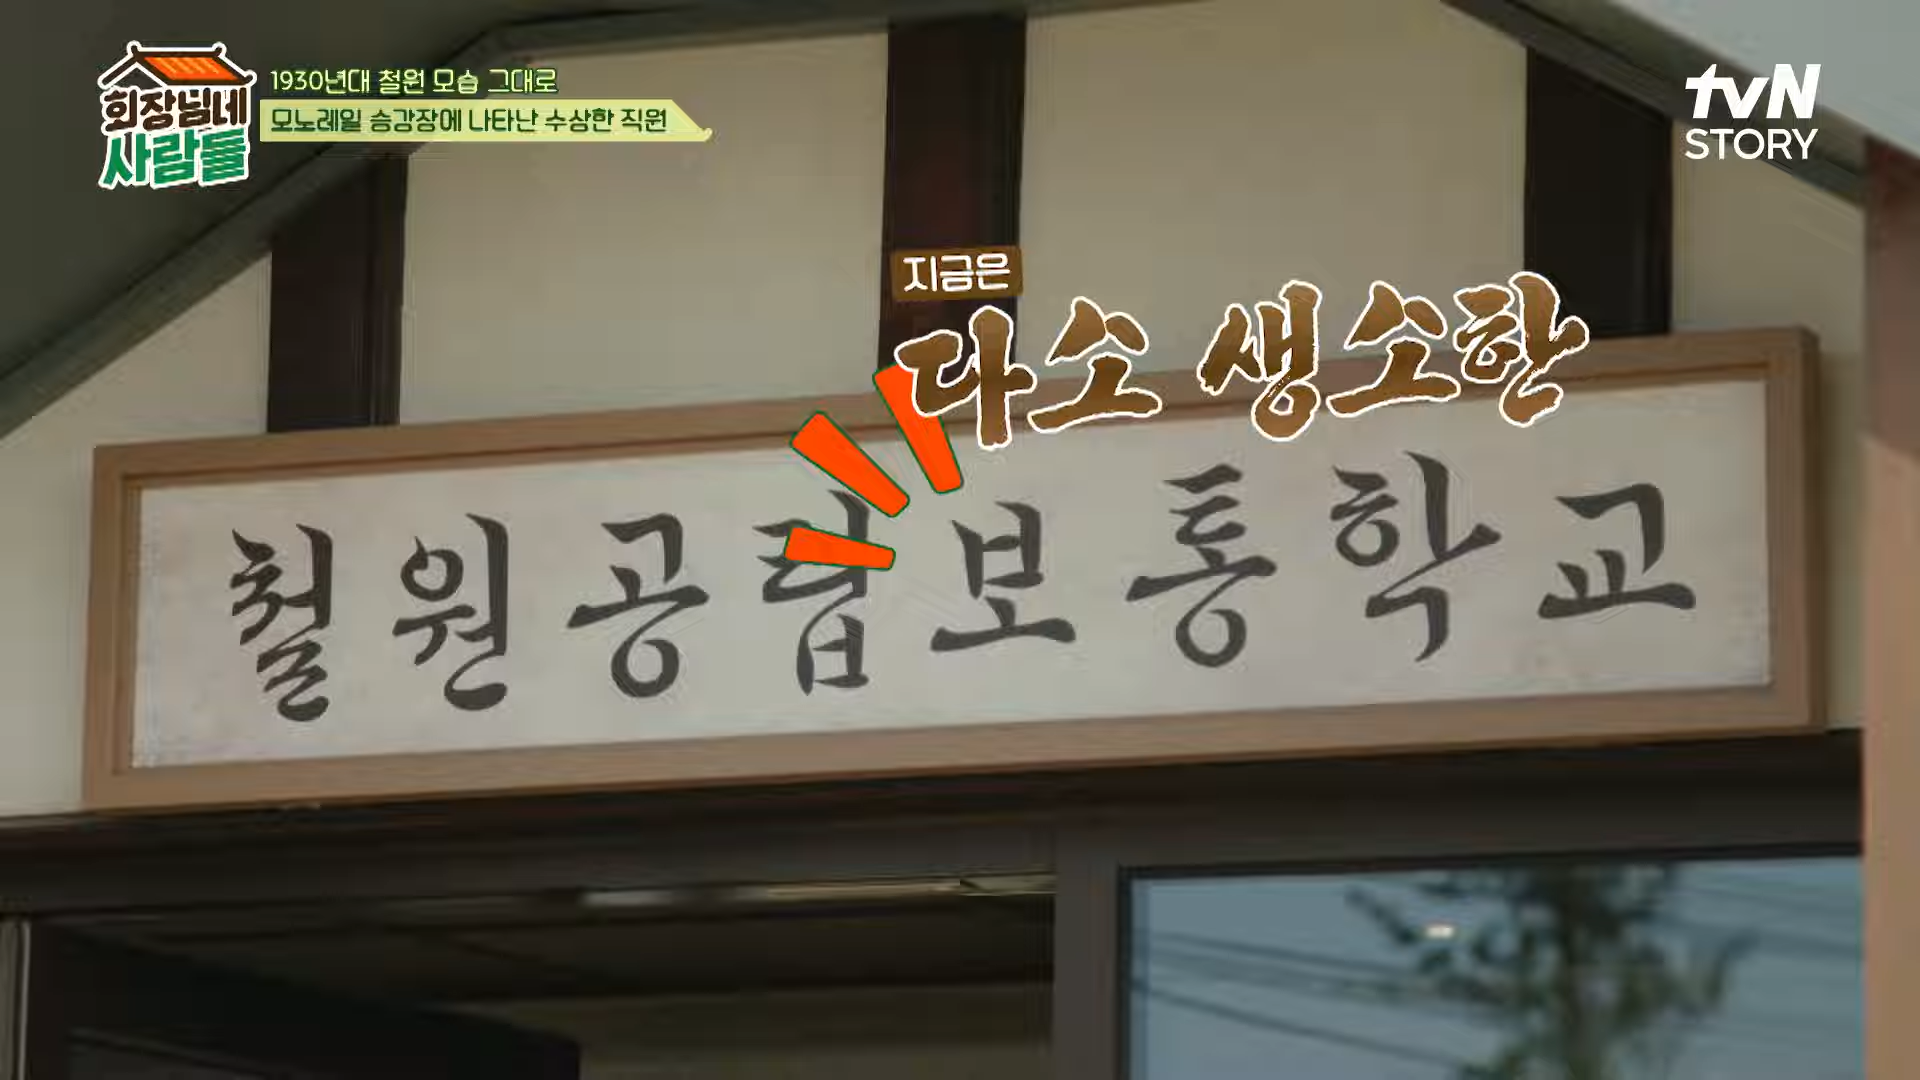 회장님네
사람들
1930년대 철원 모습 그대로
모노레일 승강장에 나타난 수상한 직원
tvN
STORY
지금은
다소 생소한
철원공립보통학교